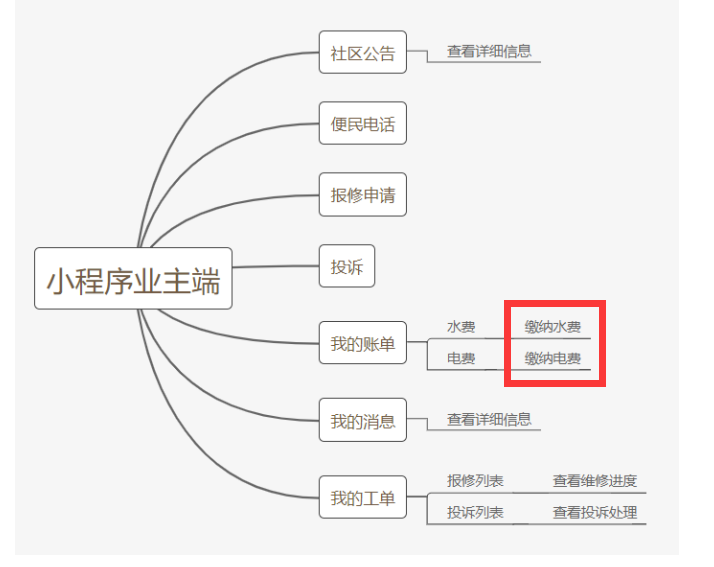 社区公告 查看详细信息
便民电话
报修申请
小程序业主端
投诉
我的账单
水费 缴纳水费
电费 缴纳电费
我的消息 查看详细信息
我的工单
报修列表 查看维修进度
投诉列表 查看投诉处理